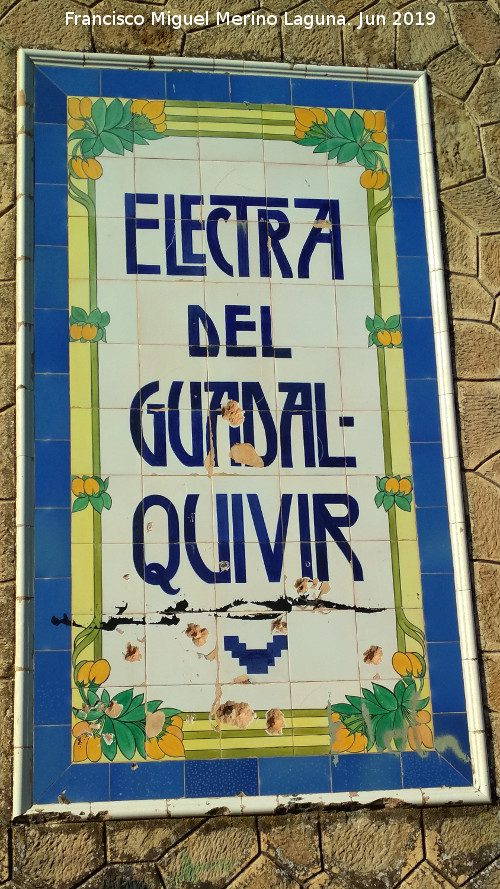 Francisco Miguel Merino Laguna. Jun 2019
ELECTRA
DEL
GUADAL-
QUIVIR